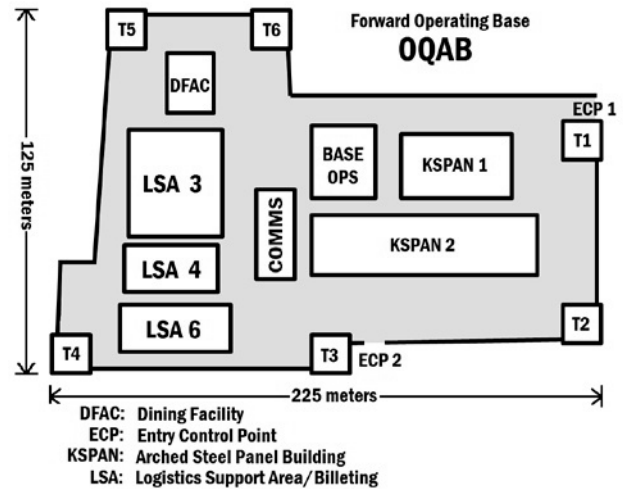 Forward Operating Base
OQAB
T5
T6
DFAC
ECP 1
T1
125 meters
LSA 3
BASE
OPS
KSPAN 1
COMMS
KSPAN 2
LSA 4
LSA 6
T2
T4
T3
ECP 2
225 meters
DFAC: Dining Facility
ECP: Entry Control Point
KSPAN: Arched Steel Panel Building
LSA: Logistics Support Area/Billeting